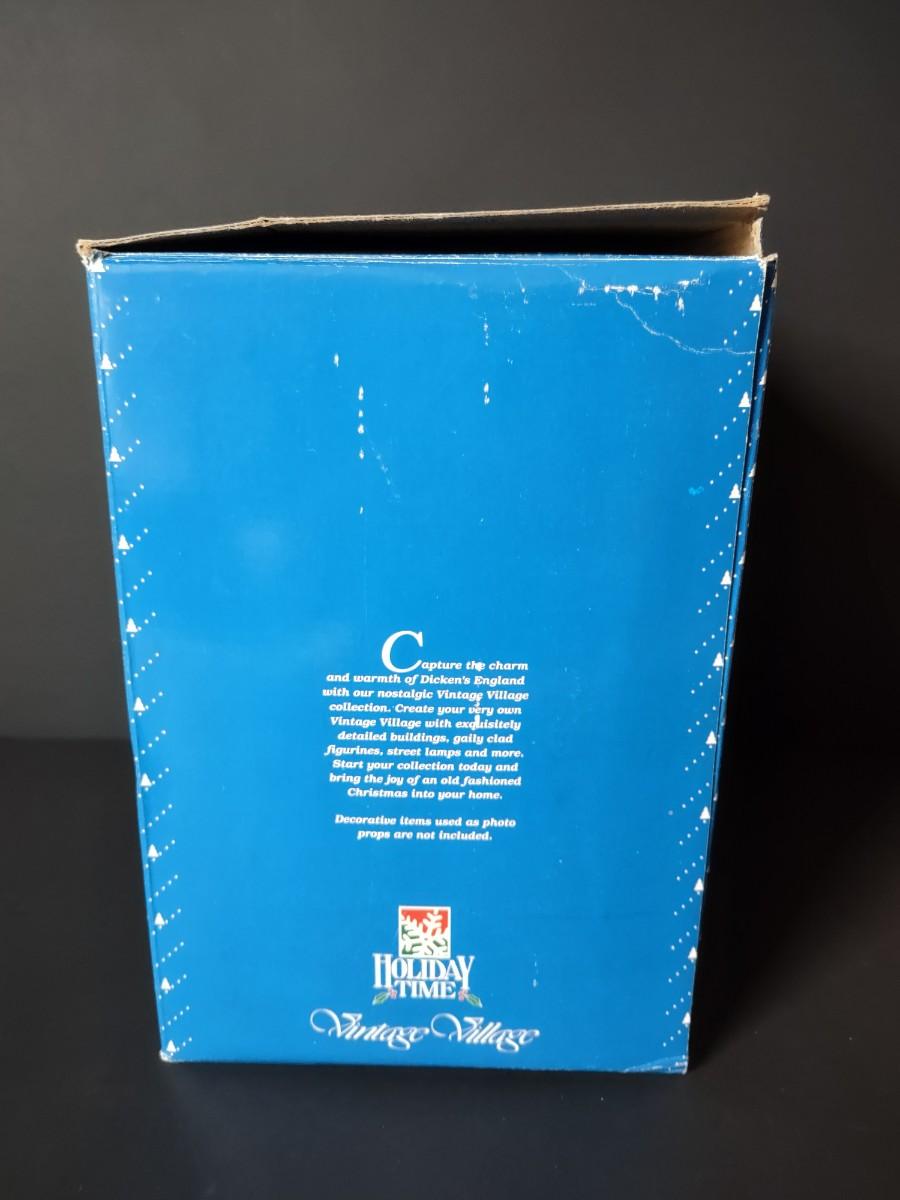 Capture the charm
and warmth of Dicken's England
with our nostalgic Vintage Village
collection. Create your very own
Vintage Village with exquisitely
detailed buildings, gaily clad
figurines, street lamps and more.
Start your collection today and
bring the joy of an old fashioned
Christmas into your home.
Decorative items used as photo
props are not included.
HOLIDAY
TIME
Vintage Village